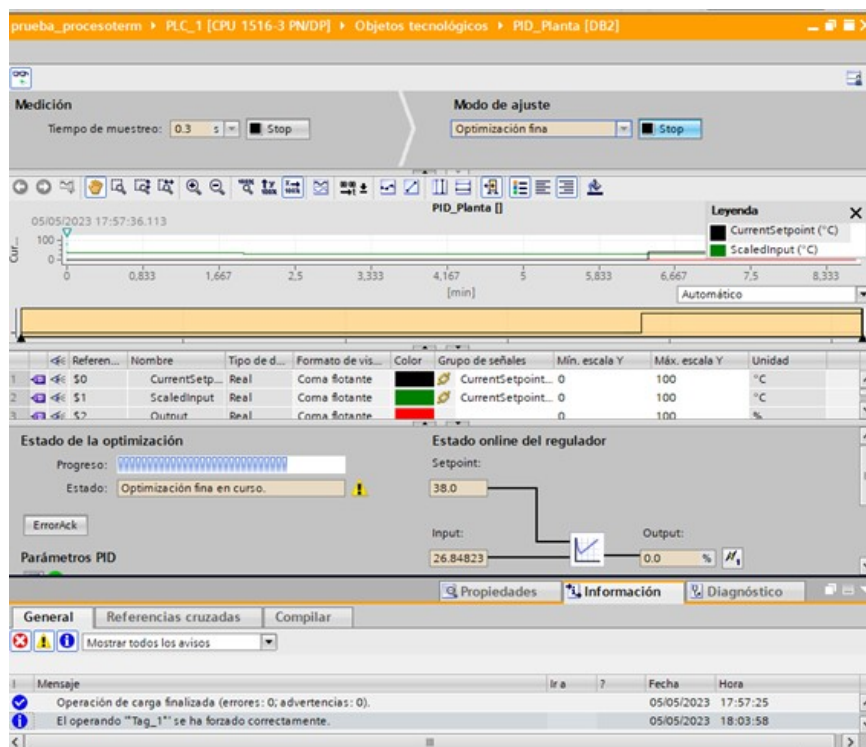 prueba_procesoterm ▸ PLC_1 [CPU 1516-3 PN/DP] ▸ Objetos tecnológicos ▸ PID_Planta [DB2]
Medición
Modo de ajuste
Tiempo de muestreo: 0.3 s Stop
Optimización fina Stop
PID_Planta []
Leyenda
05/05/2023 17:57:36.113
CurrentSetpoint (°C)
ScaledInput (°C)
Cur...
100
0
0 0,833 1,667 2,5 3,333 4,167 5 5,833 6,667 7,5 8,333
[min]
Automático
Referen... Nombre Tipo de d... Formato de vis... Color Grupo de señales Mín. escala Y Máx. escala Y Unidad
1 $0 CurrentSetp... Real Coma flotante CurrentSetpoint... 0 100 °C
2 $1 ScaledInput Real Coma flotante CurrentSetpoint... 0 100 °C
3 $2 Output Real Coma flotante 0 100 %
Estado de la optimización
Estado online del regulador
Progreso:
Setpoint:
Estado: Optimización fina en curso.
38.0
ErrorAck
Input:
Output:
Parámetros PID
26.84823
0.0 %
Propiedades Información Diagnóstico
General Referencias cruzadas Compilar
Mostrar todos los avisos
! Mensaje Ir a ? Fecha Hora
Operación de carga finalizada (errores: 0; advertencias: 0). 05/05/2023 17:57:25
El operando '"Tag_1"' se ha forzado correctamente. 05/05/2023 18:03:58